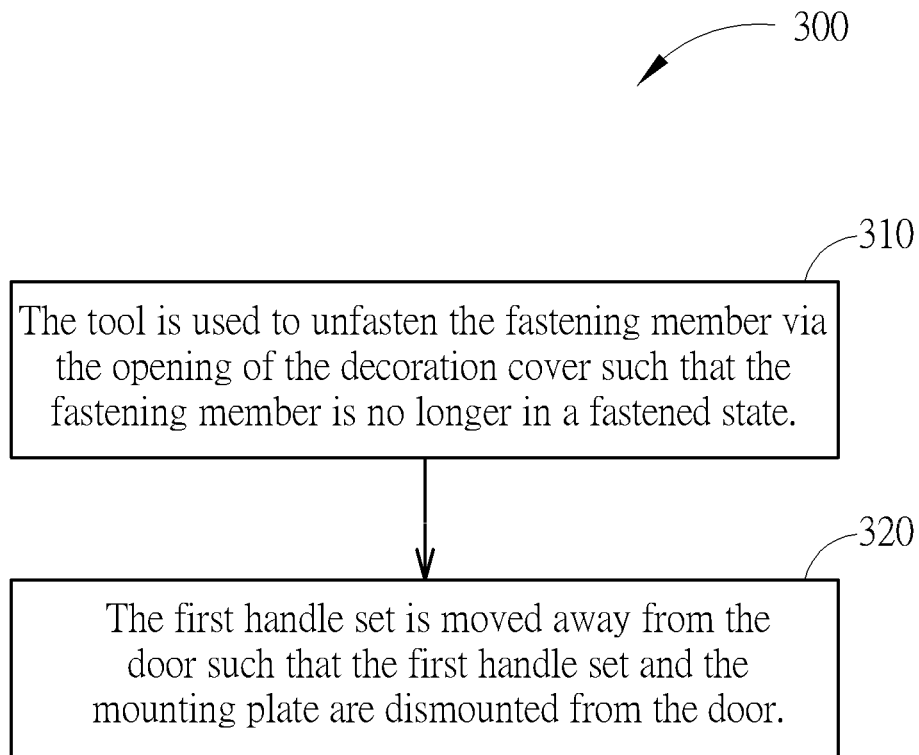 300
310
The tool is used to unfasten the fastening member via
the opening of the decoration cover such that the
fastening member is no longer in a fastened state.
320
The first handle set is moved away from the
door such that the first handle set and the
mounting plate are dismounted from the door.